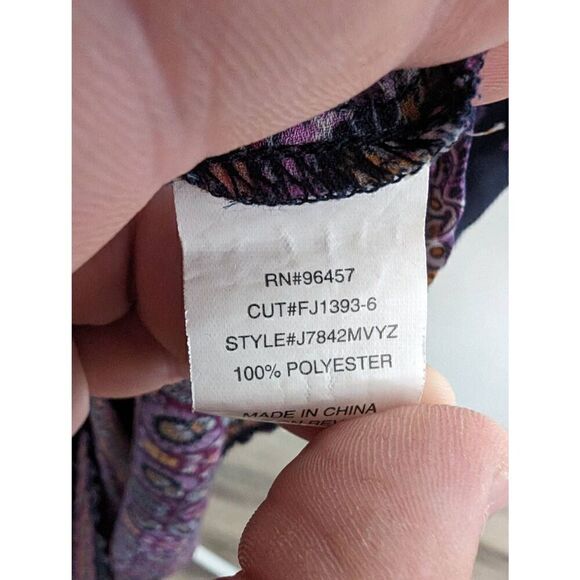 RN#96457
CUT#FJ1393-6
STYLE#J7842MVYZ
100% POLYESTER
MADE IN CHINA